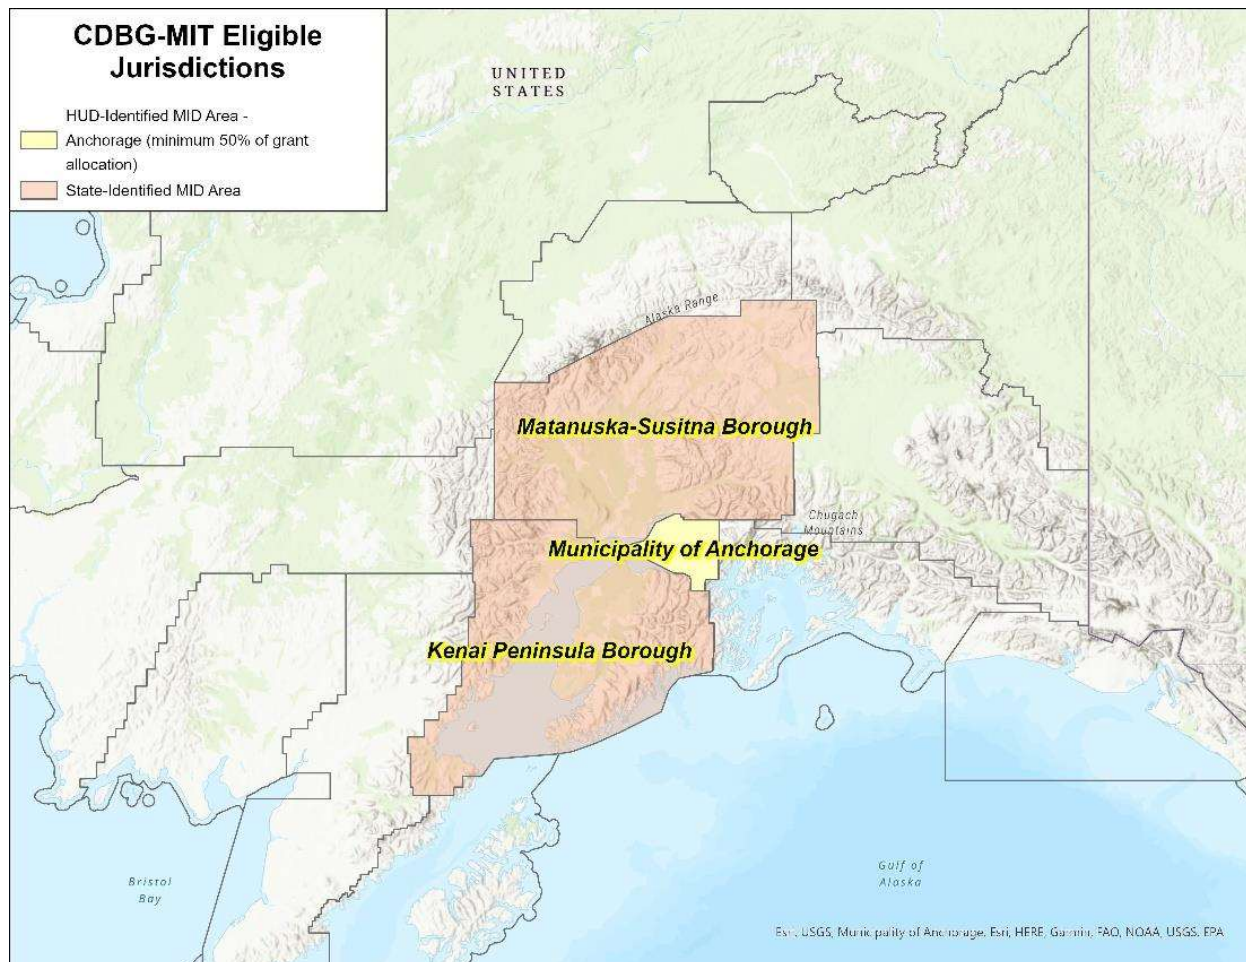 CDBG-MIT Eligible
Jurisdictions
HUD-Identified MID Area -
Anchorage (minimum 50% of grant
allocation)
State-Identified MID Area
UNITED
STATES
Alaska Range
Matanuska-Susitna Borough
Chugach
Mountains
Municipality of Anchorage
Kenai Peninsula Borough
Bristol
Bay
Gulf of
Alaska
Esri, USGS, Municipality of Anchorage, Esri, HERE, Garmin, FAO, NOAA, USGS, EPA